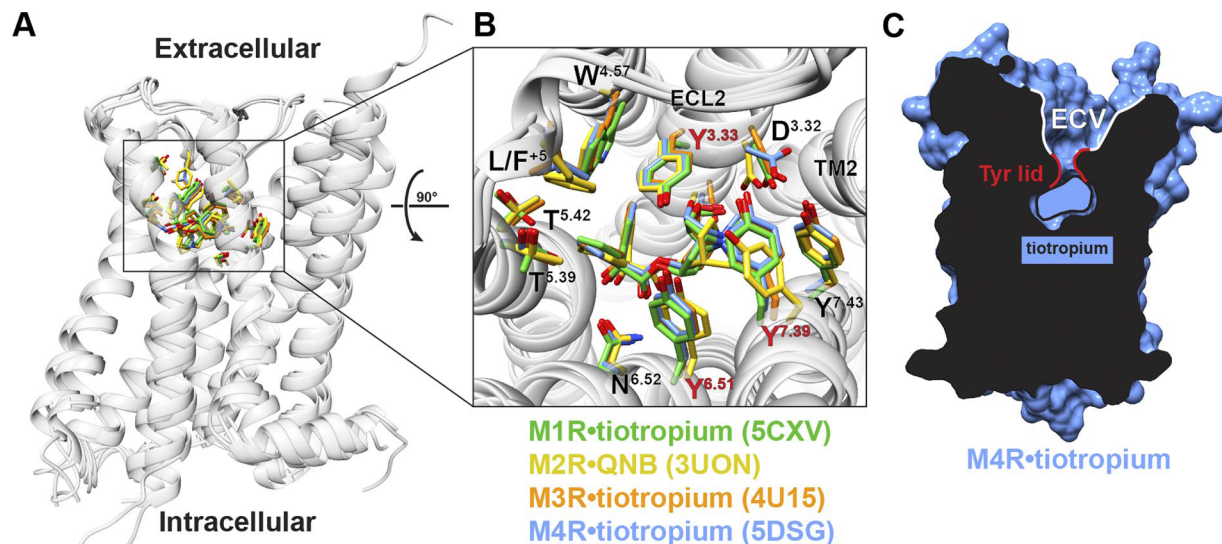 A
Extracellular
Intracellular
90°
B
W4.57
ECL2
Y3.33
D3.32
L/F+5
TM2
T5.42
T5.39
Y7.43
Y7.39
N6.52
Y6.51
M1R•tiotropium (5CXV)
M2R•QNB (3UON)
M3R•tiotropium (4U15)
M4R•tiotropium (5DSG)
C
ECV
Tyr lid
tiotropium
M4R•tiotropium